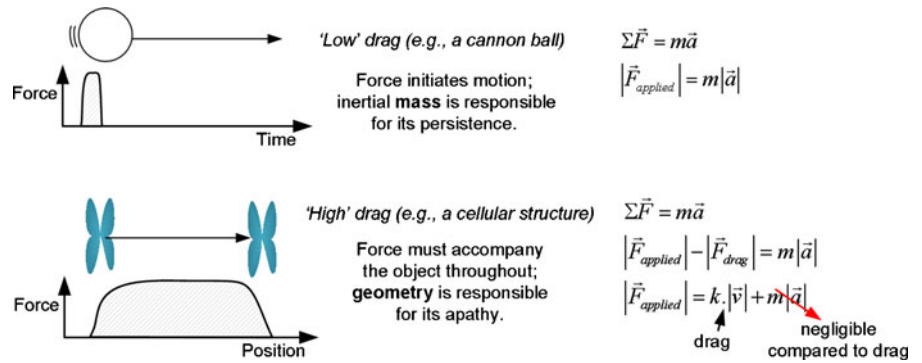 'Low' drag (e.g., a cannon ball)
Force initiates motion;
inertial mass is responsible
for its persistence.
Force
Time
ΣF⃗ = ma⃗
|F⃗applied| = m|a⃗|
'High' drag (e.g., a cellular structure)
Force must accompany
the object throughout;
geometry is responsible
for its apathy.
Force
Position
ΣF⃗ = ma⃗
|F⃗applied| − |F⃗drag| = m|a⃗|
|F⃗applied| = k.|v⃗| + m|a⃗|
drag
negligible
compared to drag